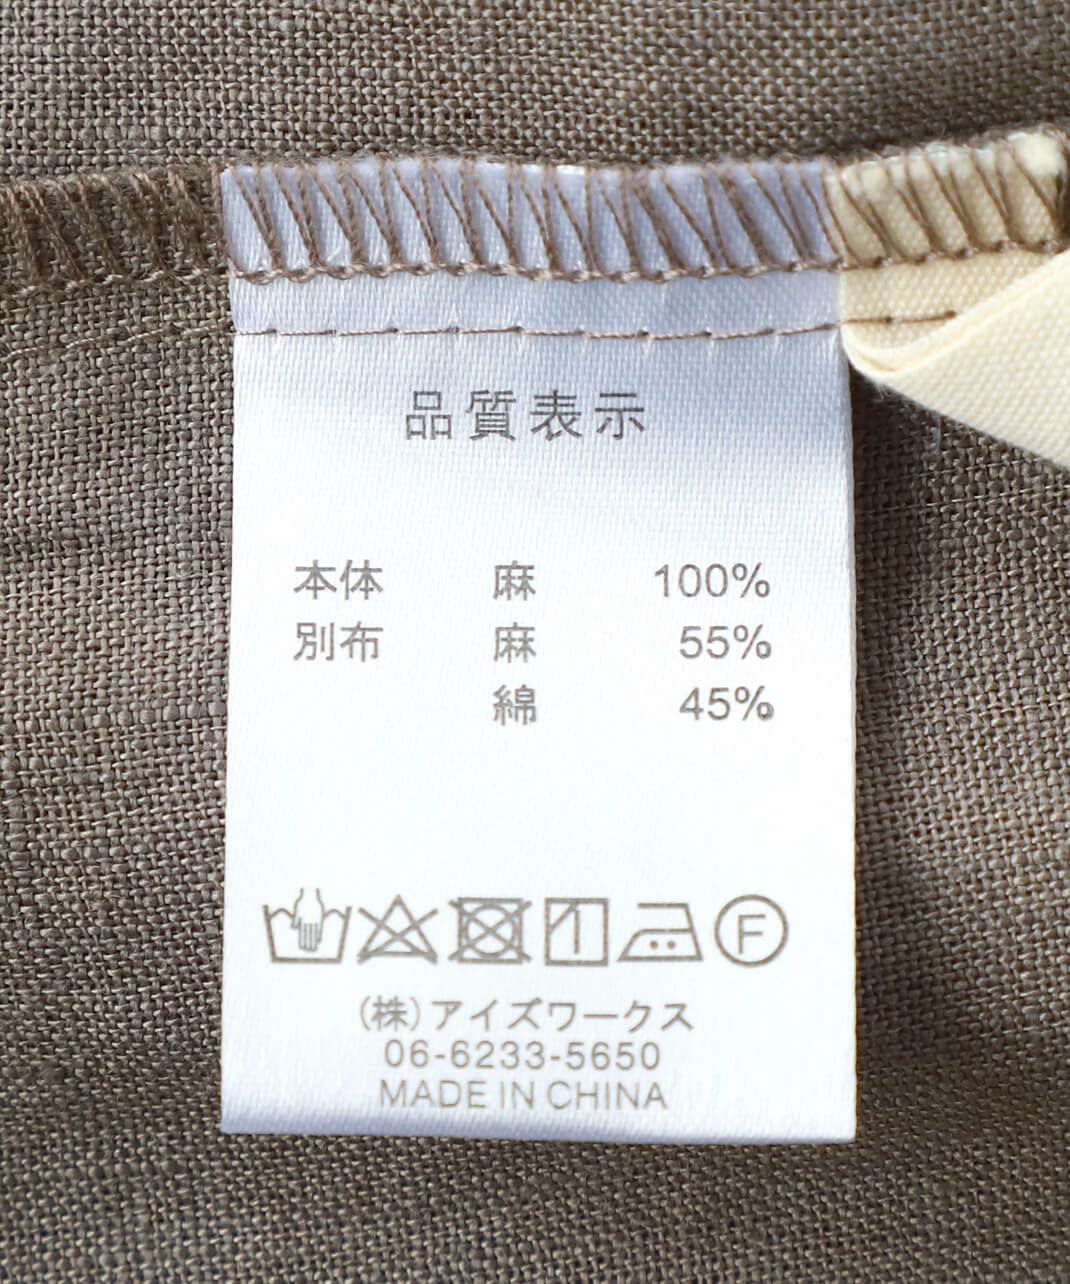 品質表示
本体 麻 100%
別布 麻 55%
綿 45%
F
(株)アイズワークス
06-6233-5650
MADE IN CHINA